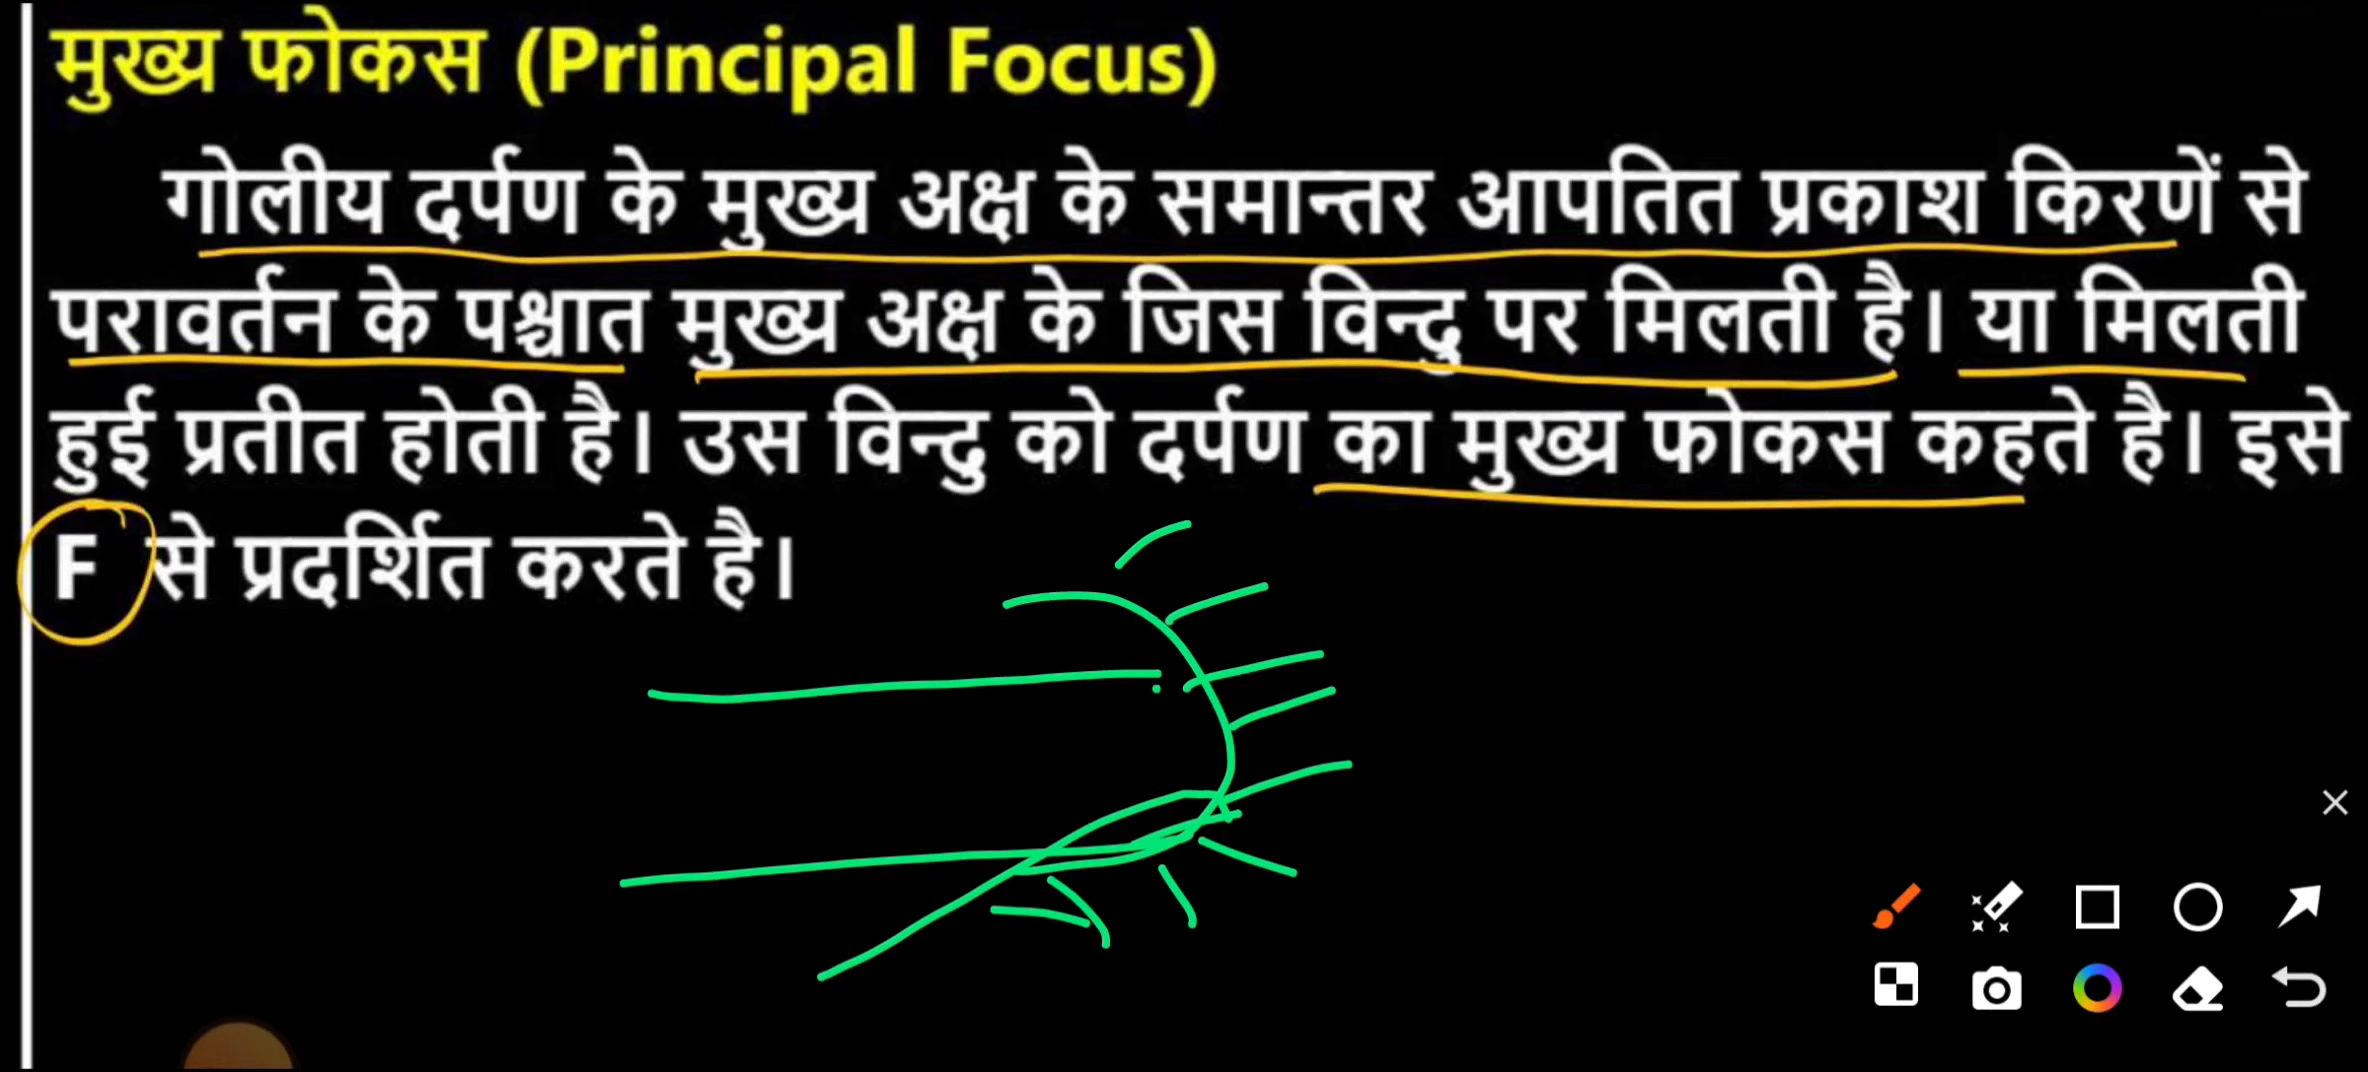 मुख्य फोकस (Principal Focus)
गोलीय दर्पण के मुख्य अक्ष के समान्तर आपतित प्रकाश किरणें से
परावर्तन के पश्चात मुख्य अक्ष के जिस विन्दु पर मिलती है। या मिलती
हुई प्रतीत होती है। उस विन्दु को दर्पण का मुख्य फोकस कहते है। इसे
F से प्रदर्शित करते है।